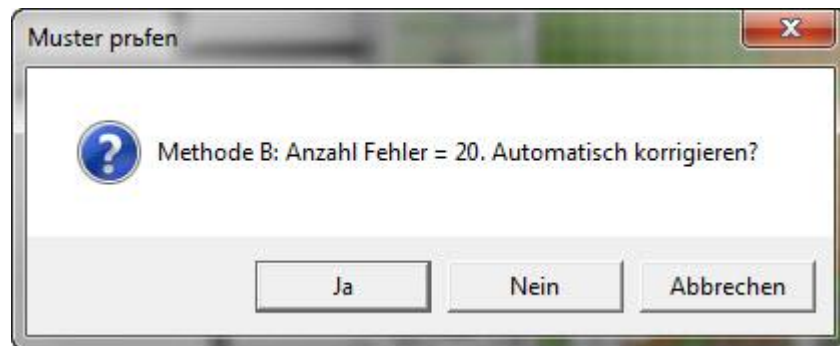 Muster prьfen
Methode B: Anzahl Fehler = 20. Automatisch korrigieren?
Ja
Nein
Abbrechen